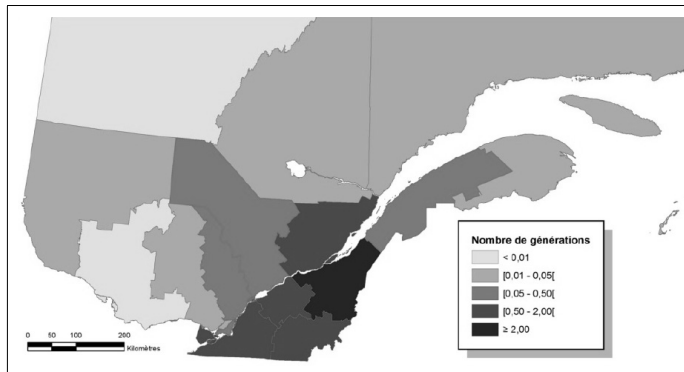 Nombre de générations
< 0,01
[0,01 - 0,05[
[0,05 - 0,50[
[0,50 - 2,00[
≥ 2,00
0 50 100 200
Kilomètres